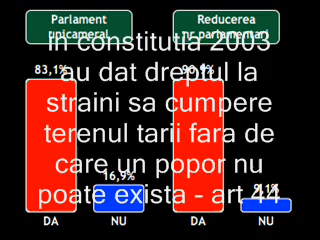 Parlament unicameral
Reducerea nr.parlamentari
in constitutia 2003
au dat dreptul la
straini sa cumpere
terenul tarii fara de
care un popor nu
poate exista - art 44
83,1%
16,9%
DA
NU
DA
NU